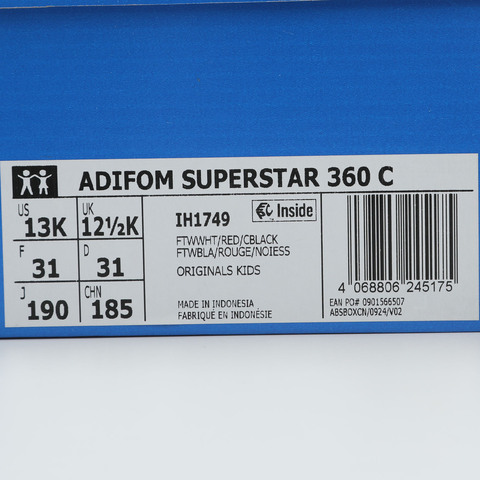 ADIFOM SUPERSTAR 360 C
US 13K UK 12½K
F 31 D 31
J 190 CHN 185
IH1749
Inside
FTWWHT/RED/CBLACK
FTWBLA/ROUGE/NOIESS
ORIGINALS KIDS
MADE IN INDONESIA
FABRIQUÉ EN INDONÉSIE
4 068806 245175
EAN PO# 0901566507
ABSBOXCN/0924/V02